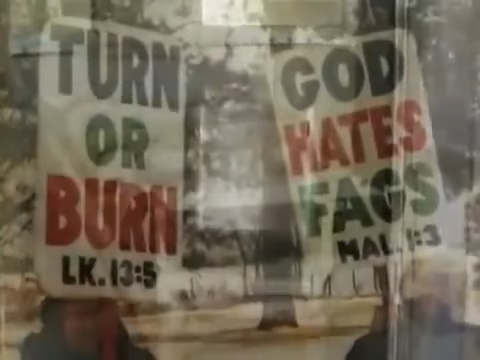 TURN
OR
BURN
LK. 13:5
GOD
HATES
FAGS
MAL. 1:3